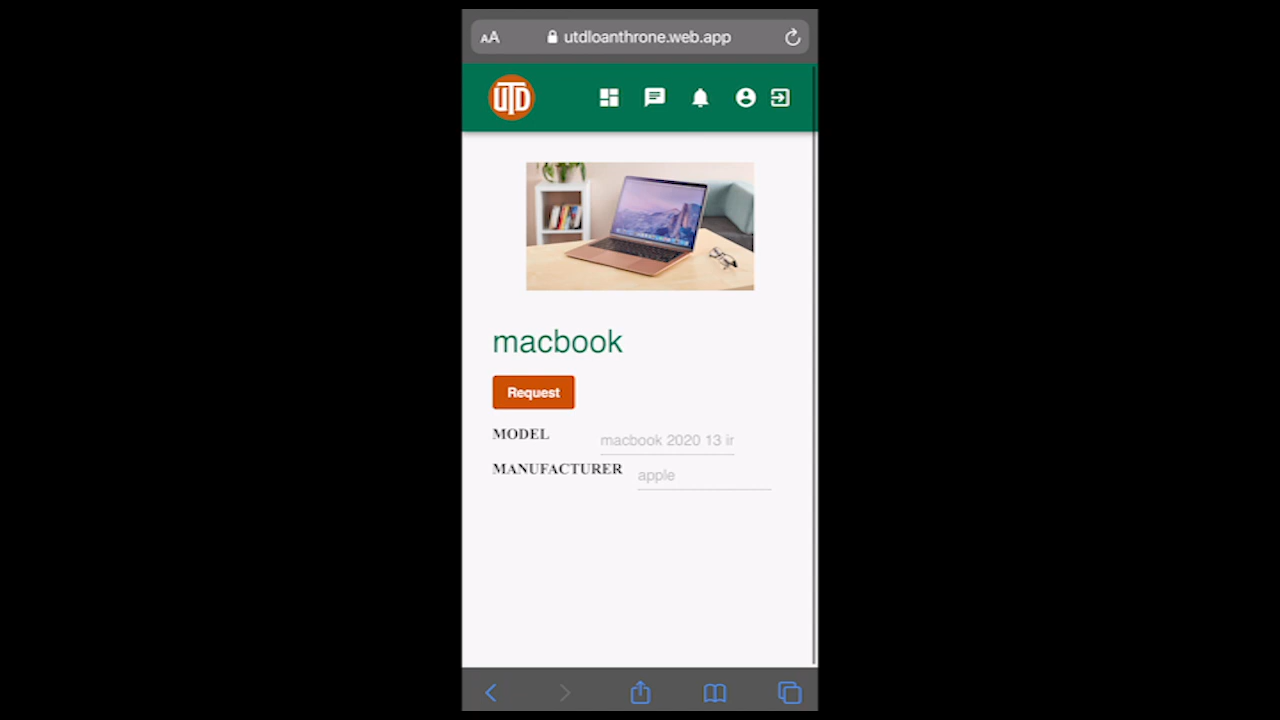 AA utdloanthrone.web.app
UTD
macbook
Request
MODEL macbook 2020 13 ir
MANUFACTURER apple